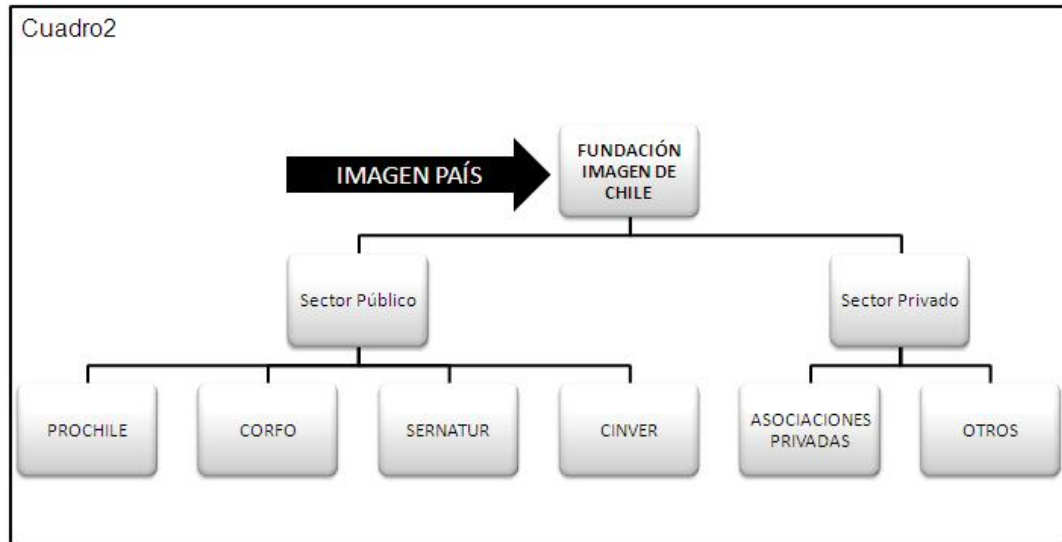 Cuadro2
IMAGEN PAÍS
FUNDACIÓN
IMAGEN DE
CHILE
Sector Público
Sector Privado
PROCHILE
CORFO
SERNATUR
CINVER
ASOCIACIONES
PRIVADAS
OTROS